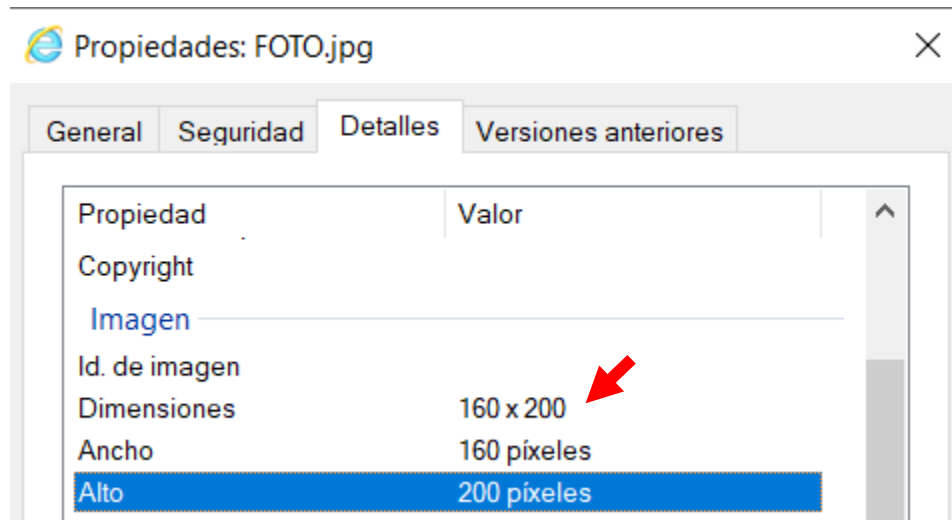 Propiedades: FOTO.jpg
General Seguridad Detalles Versiones anteriores
Propiedad Valor
Copyright
Imagen
Id. de imagen
Dimensiones 160 x 200
Ancho 160 píxeles
Alto 200 píxeles